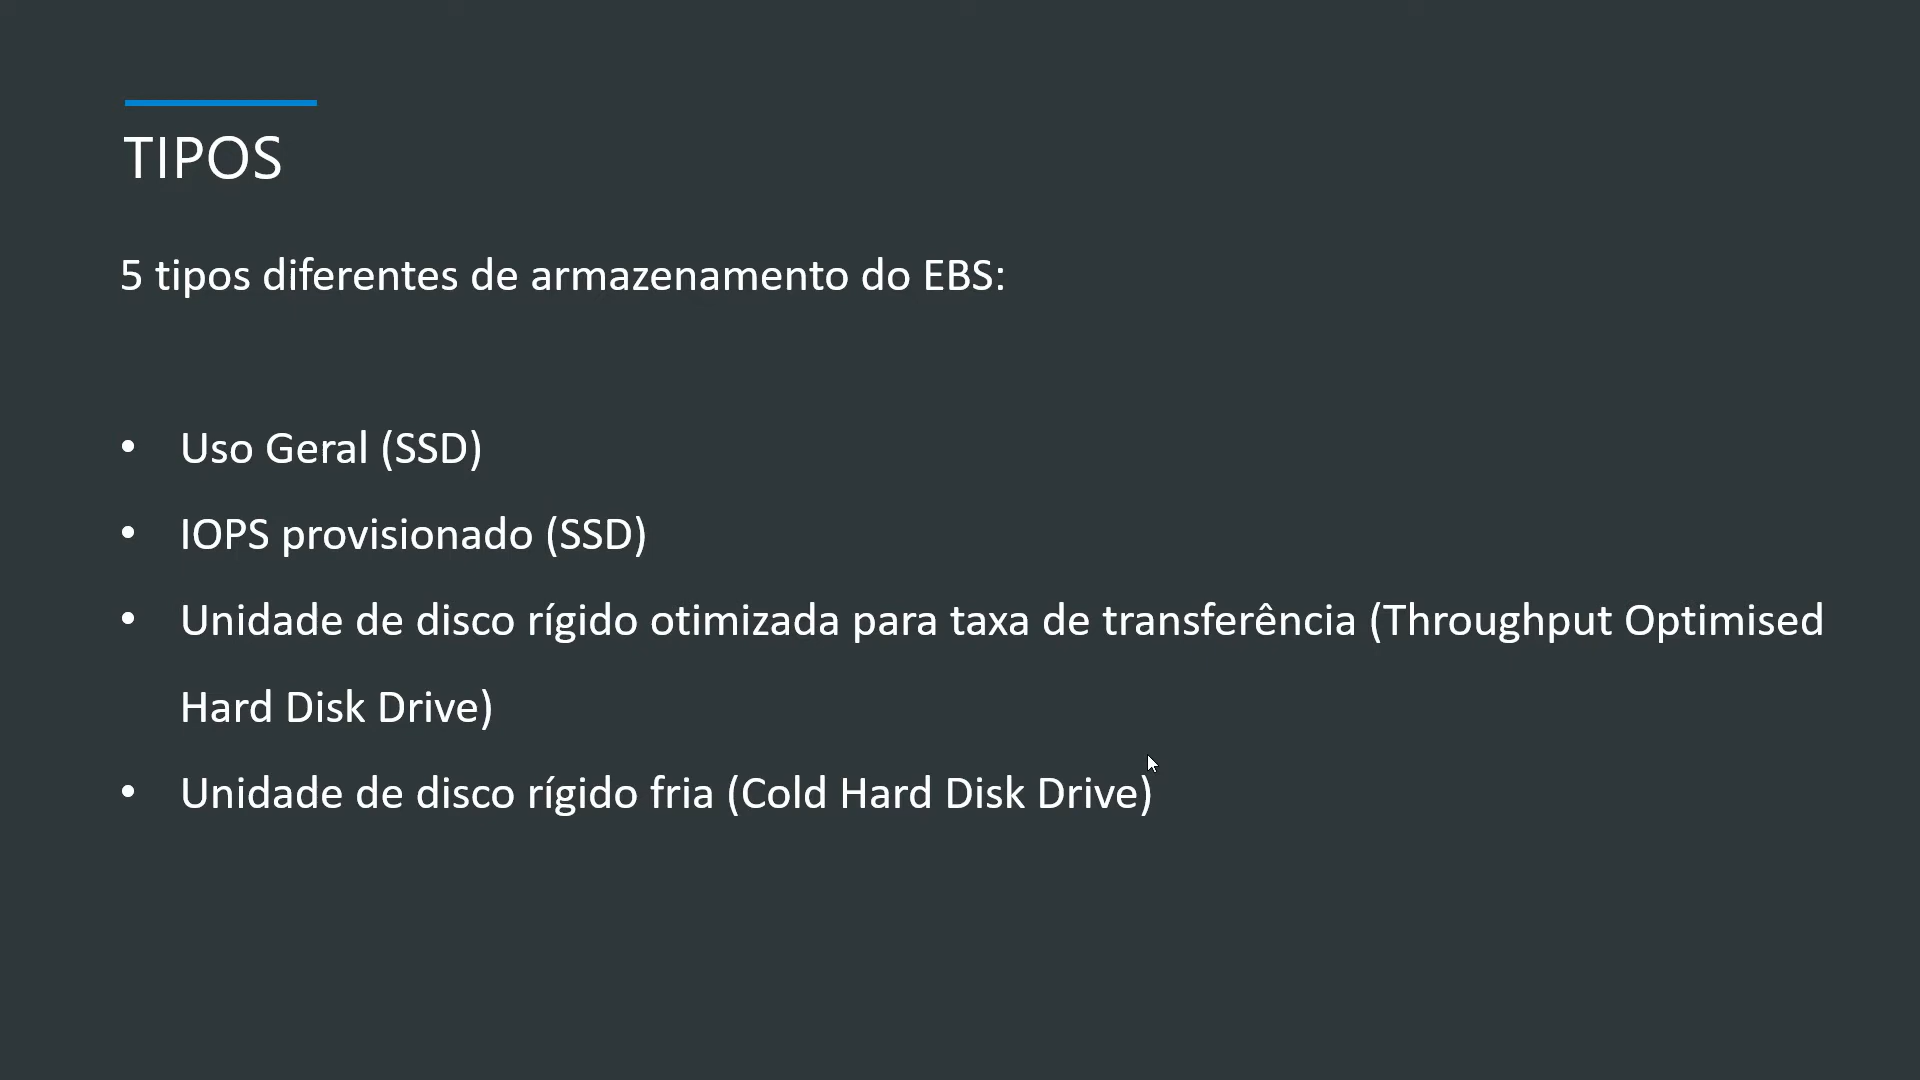 TIPOS
5 tipos diferentes de armazenamento do EBS:
• Uso Geral (SSD)
• IOPS provisionado (SSD)
• Unidade de disco rígido otimizada para taxa de transferência (Throughput Optimised
Hard Disk Drive)
• Unidade de disco rígido fria (Cold Hard Disk Drive)